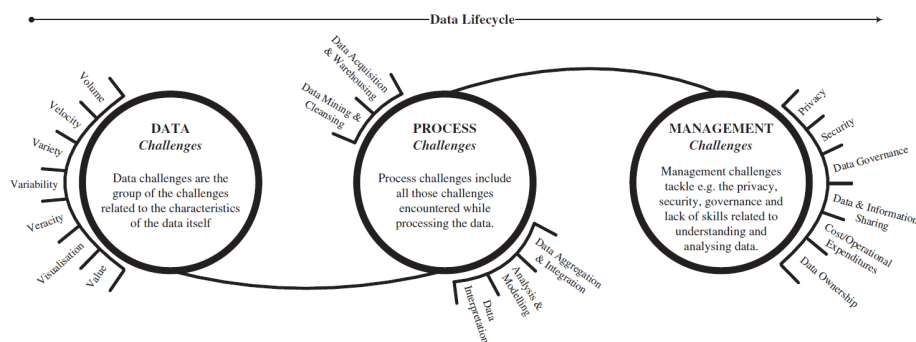 Data Lifecycle
Volume
Velocity
Variety
Variability
Veracity
Visualisation
Value
DATA
Challenges
Data challenges are the
group of the challenges
related to the characteristics
of the data itself
Data Acquisition
& Warehousing
Data Mining &
Cleansing
PROCESS
Challenges
Process challenges include
all those challenges
encountered while
processing the data.
Data Aggregation
& Integration
Analysis &
Modelling
Data
Interpretation
MANAGEMENT
Challenges
Management challenges
tackle e.g. the privacy,
security, governance and
lack of skills related to
understanding and
analysing data.
Privacy
Security
Data Governance
Data & Information
Sharing
Cost/Operational
Expenditures
Data Ownership